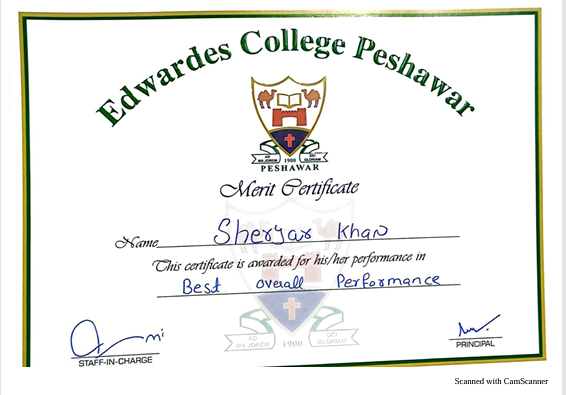 Edwardes College Peshawar
AD MAJOREM 1900 DEI GLORIAM
PESHAWAR
Merit Certificate
Name Sheryar Khan
This certificate is awarded for his/her performance in
Best overall Performance
AD MAJOREM 1900 DEI GLORIAM
STAFF-IN-CHARGE
PRINCIPAL
Scanned with CamScanner